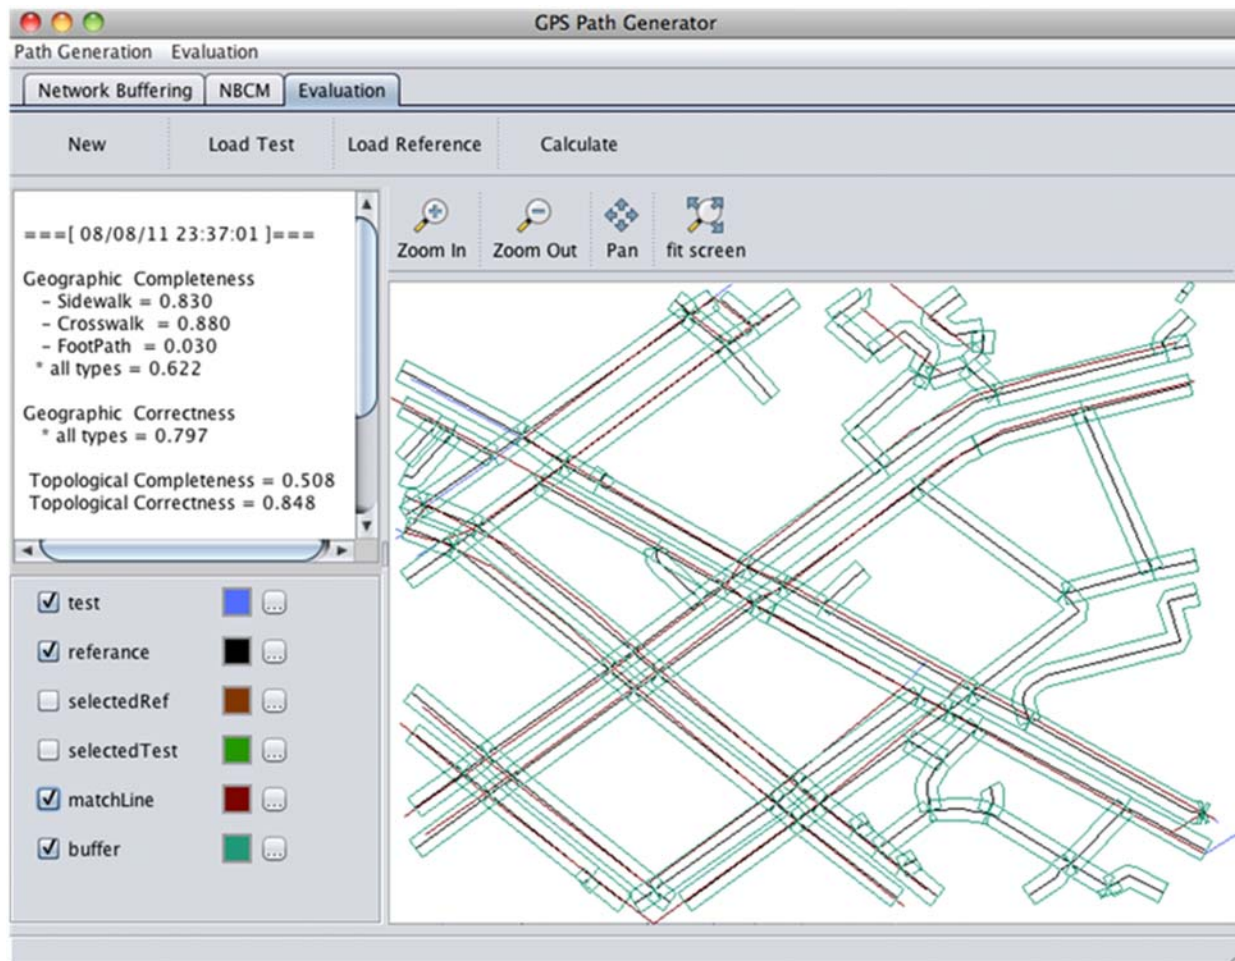 GPS Path Generator
Path Generation Evaluation
Network Buffering NBCM Evaluation
New Load Test Load Reference Calculate
===[ 08/08/11 23:37:01 ]===
Geographic Completeness
- Sidewalk = 0.830
- Crosswalk = 0.880
- FootPath = 0.030
* all types = 0.622
Geographic Correctness
* all types = 0.797
Topological Completeness = 0.508
Topological Correctness = 0.848
Zoom In Zoom Out Pan fit screen
test ...
referance ...
selectedRef ...
selectedTest ...
matchLine ...
buffer ...